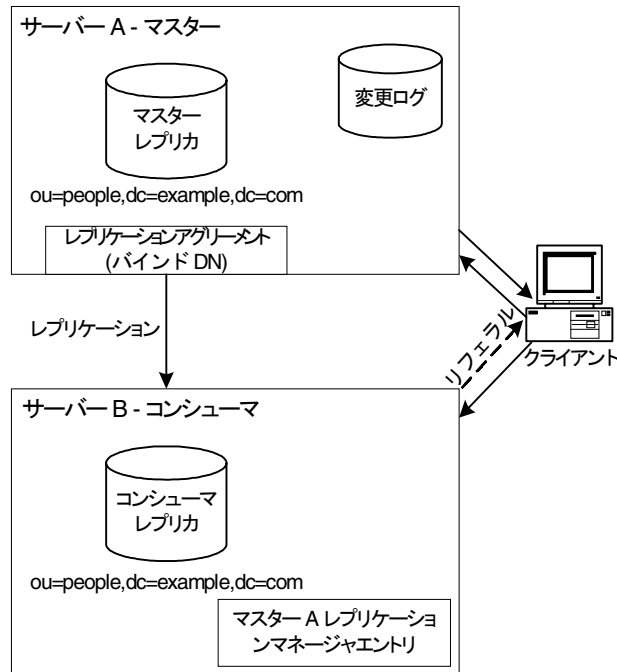 サーバー A - マスター
マスター
レプリカ
変更ログ
ou=people,dc=example,dc=com
レプリケーションアグリーメント
(バインド DN)
レプリケーション
リフェラル
クライアント
サーバー B - コンシューマ
コンシューマ
レプリカ
ou=people,dc=example,dc=com
マスター A レプリケーショ
ンマネージャエントリ